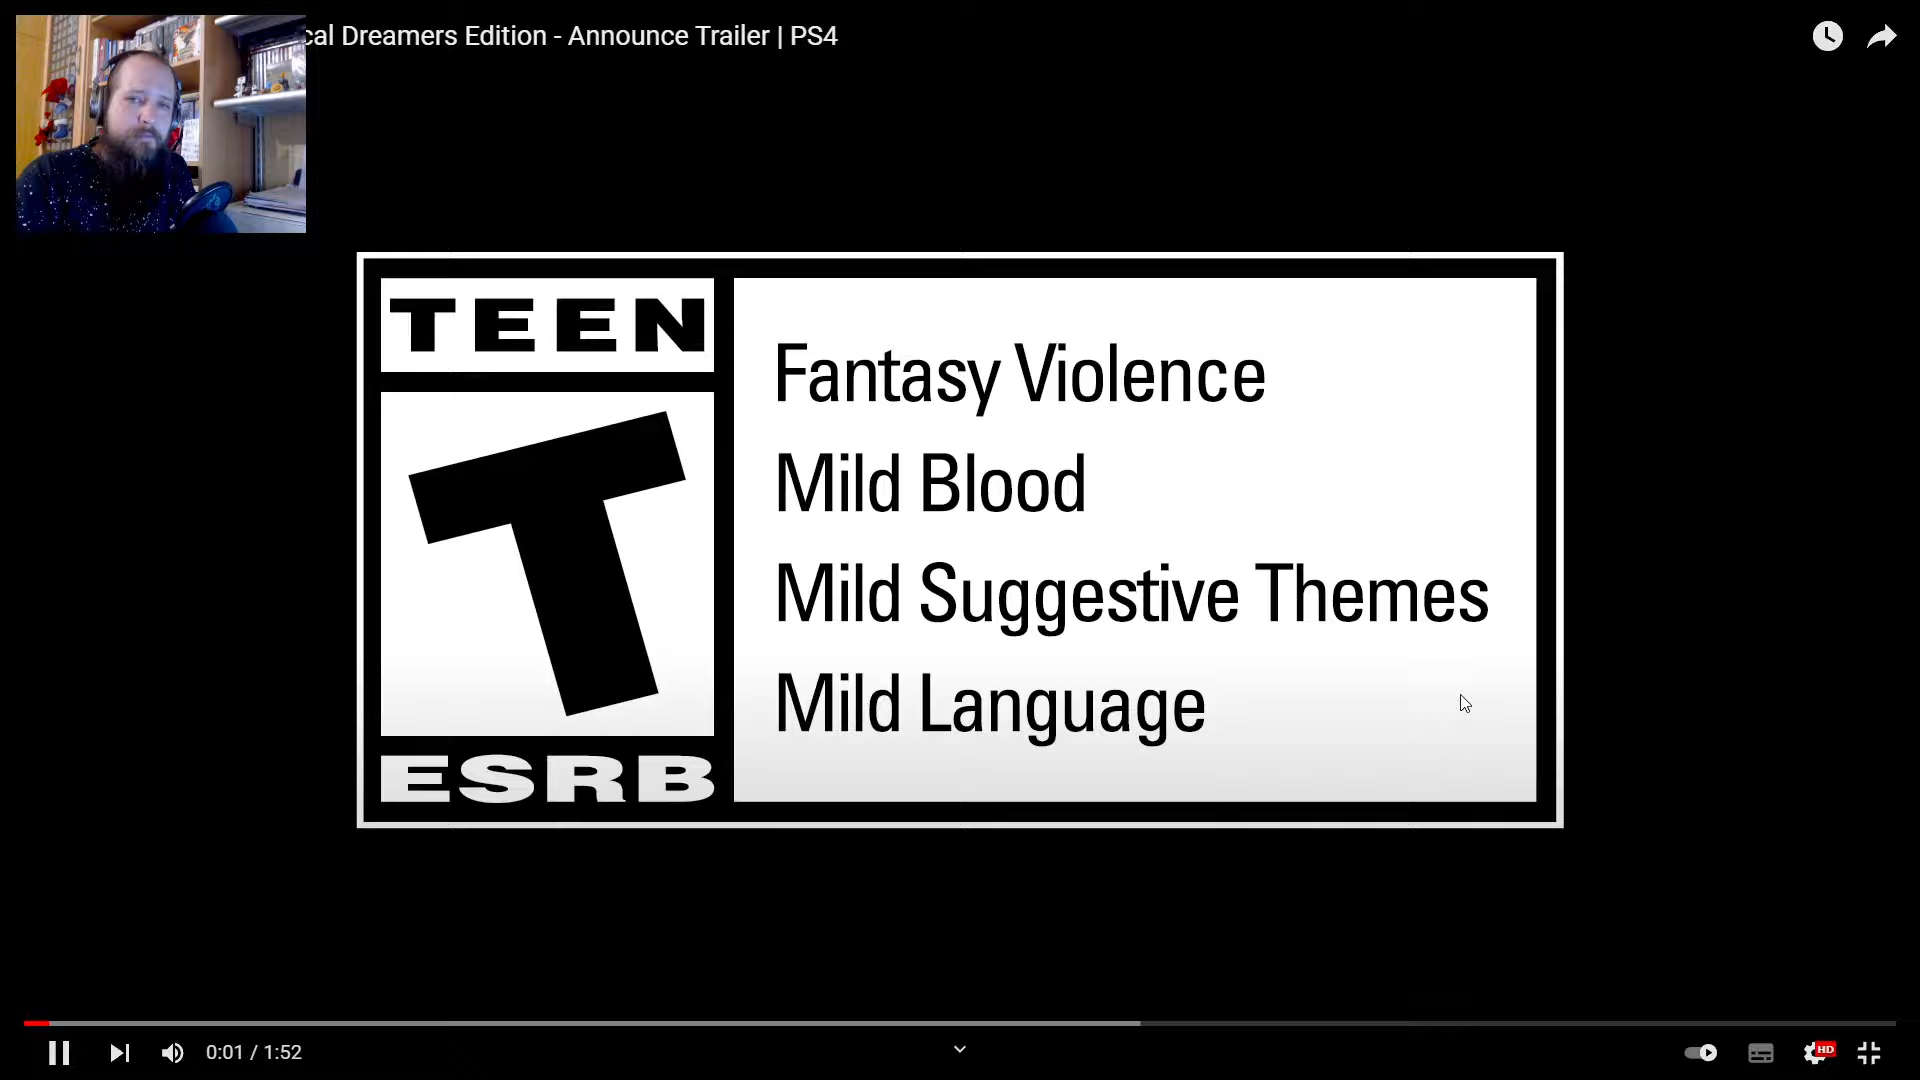 cal Dreamers Edition - Announce Trailer | PS4
TEEN
T
ESRB
Fantasy Violence
Mild Blood
Mild Suggestive Themes
Mild Language
0:01 / 1:52
HD